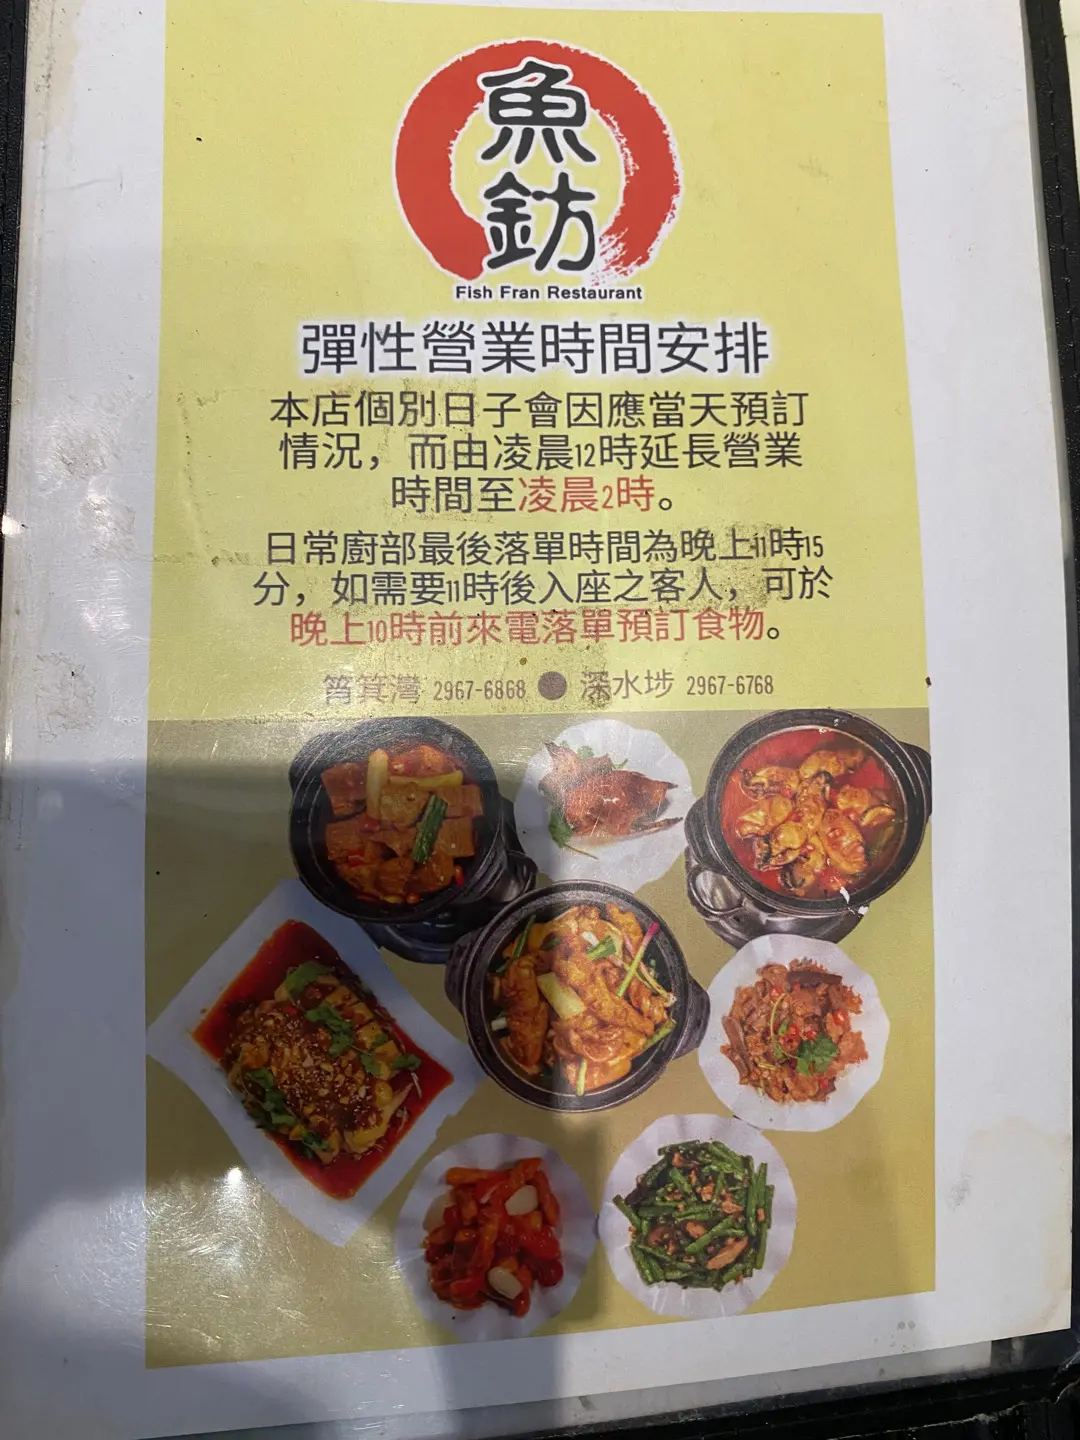 魚
鈁
Fish Fran Restaurant
彈性營業時間安排
本店個別日子會因應當天預訂
情況，而由凌晨12時延長營業
時間至凌晨2時。
日常廚部最後落單時間為晚上11時15
分，如需要11時後入座之客人，可於
晚上10時前來電落單預訂食物。
筲箕灣 2967-6868 ● 深水埗 2967-6768